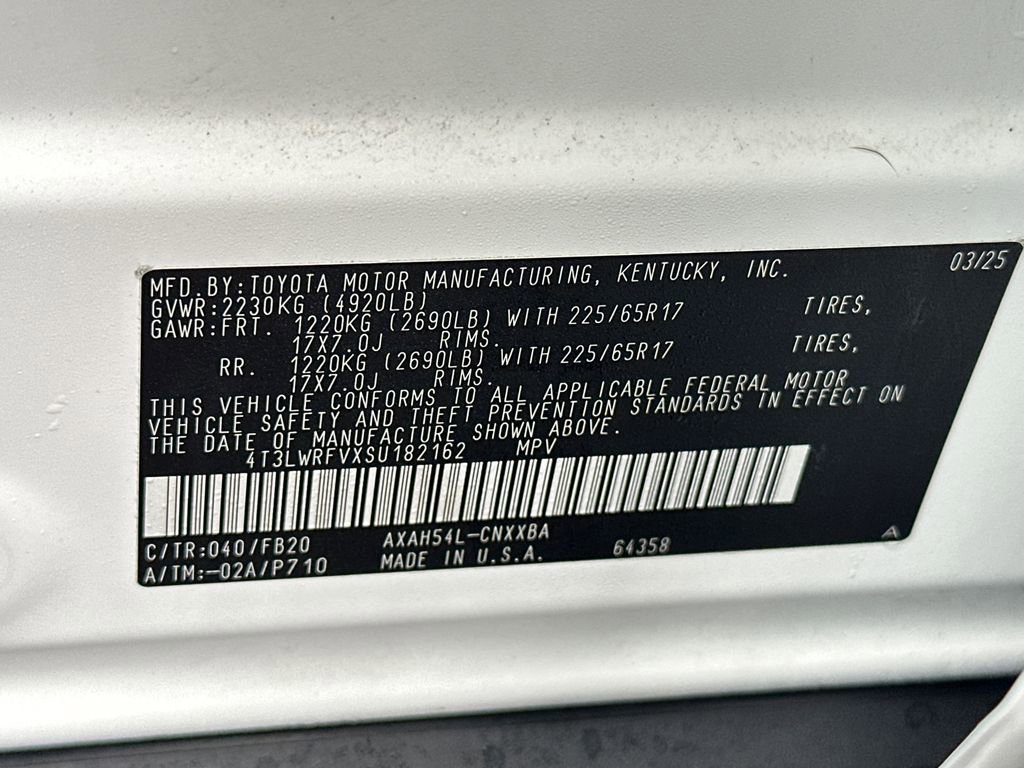 03/25
MFD. BY: TOYOTA MOTOR MANUFACTURING, KENTUCKY, INC.
GVWR: 2230KG (4920LB)
GAWR: FRT. 1220KG (2690LB) WITH 225/65R17 TIRES,
17X7.0J RIMS.
RR. 1220KG (2690LB) WITH 225/65R17 TIRES,
17X7.0J RIMS.
THIS VEHICLE CONFORMS TO ALL APPLICABLE FEDERAL MOTOR
VEHICLE SAFETY AND THEFT PREVENTION STANDARDS IN EFFECT ON
THE DATE OF MANUFACTURE SHOWN ABOVE.
4T3LWRFVXSU182162 MPV
C/TR:040/FB20 AXAH54L-CNXXBA
A/TM:-02A/P710 MADE IN U.S.A. 64358 A